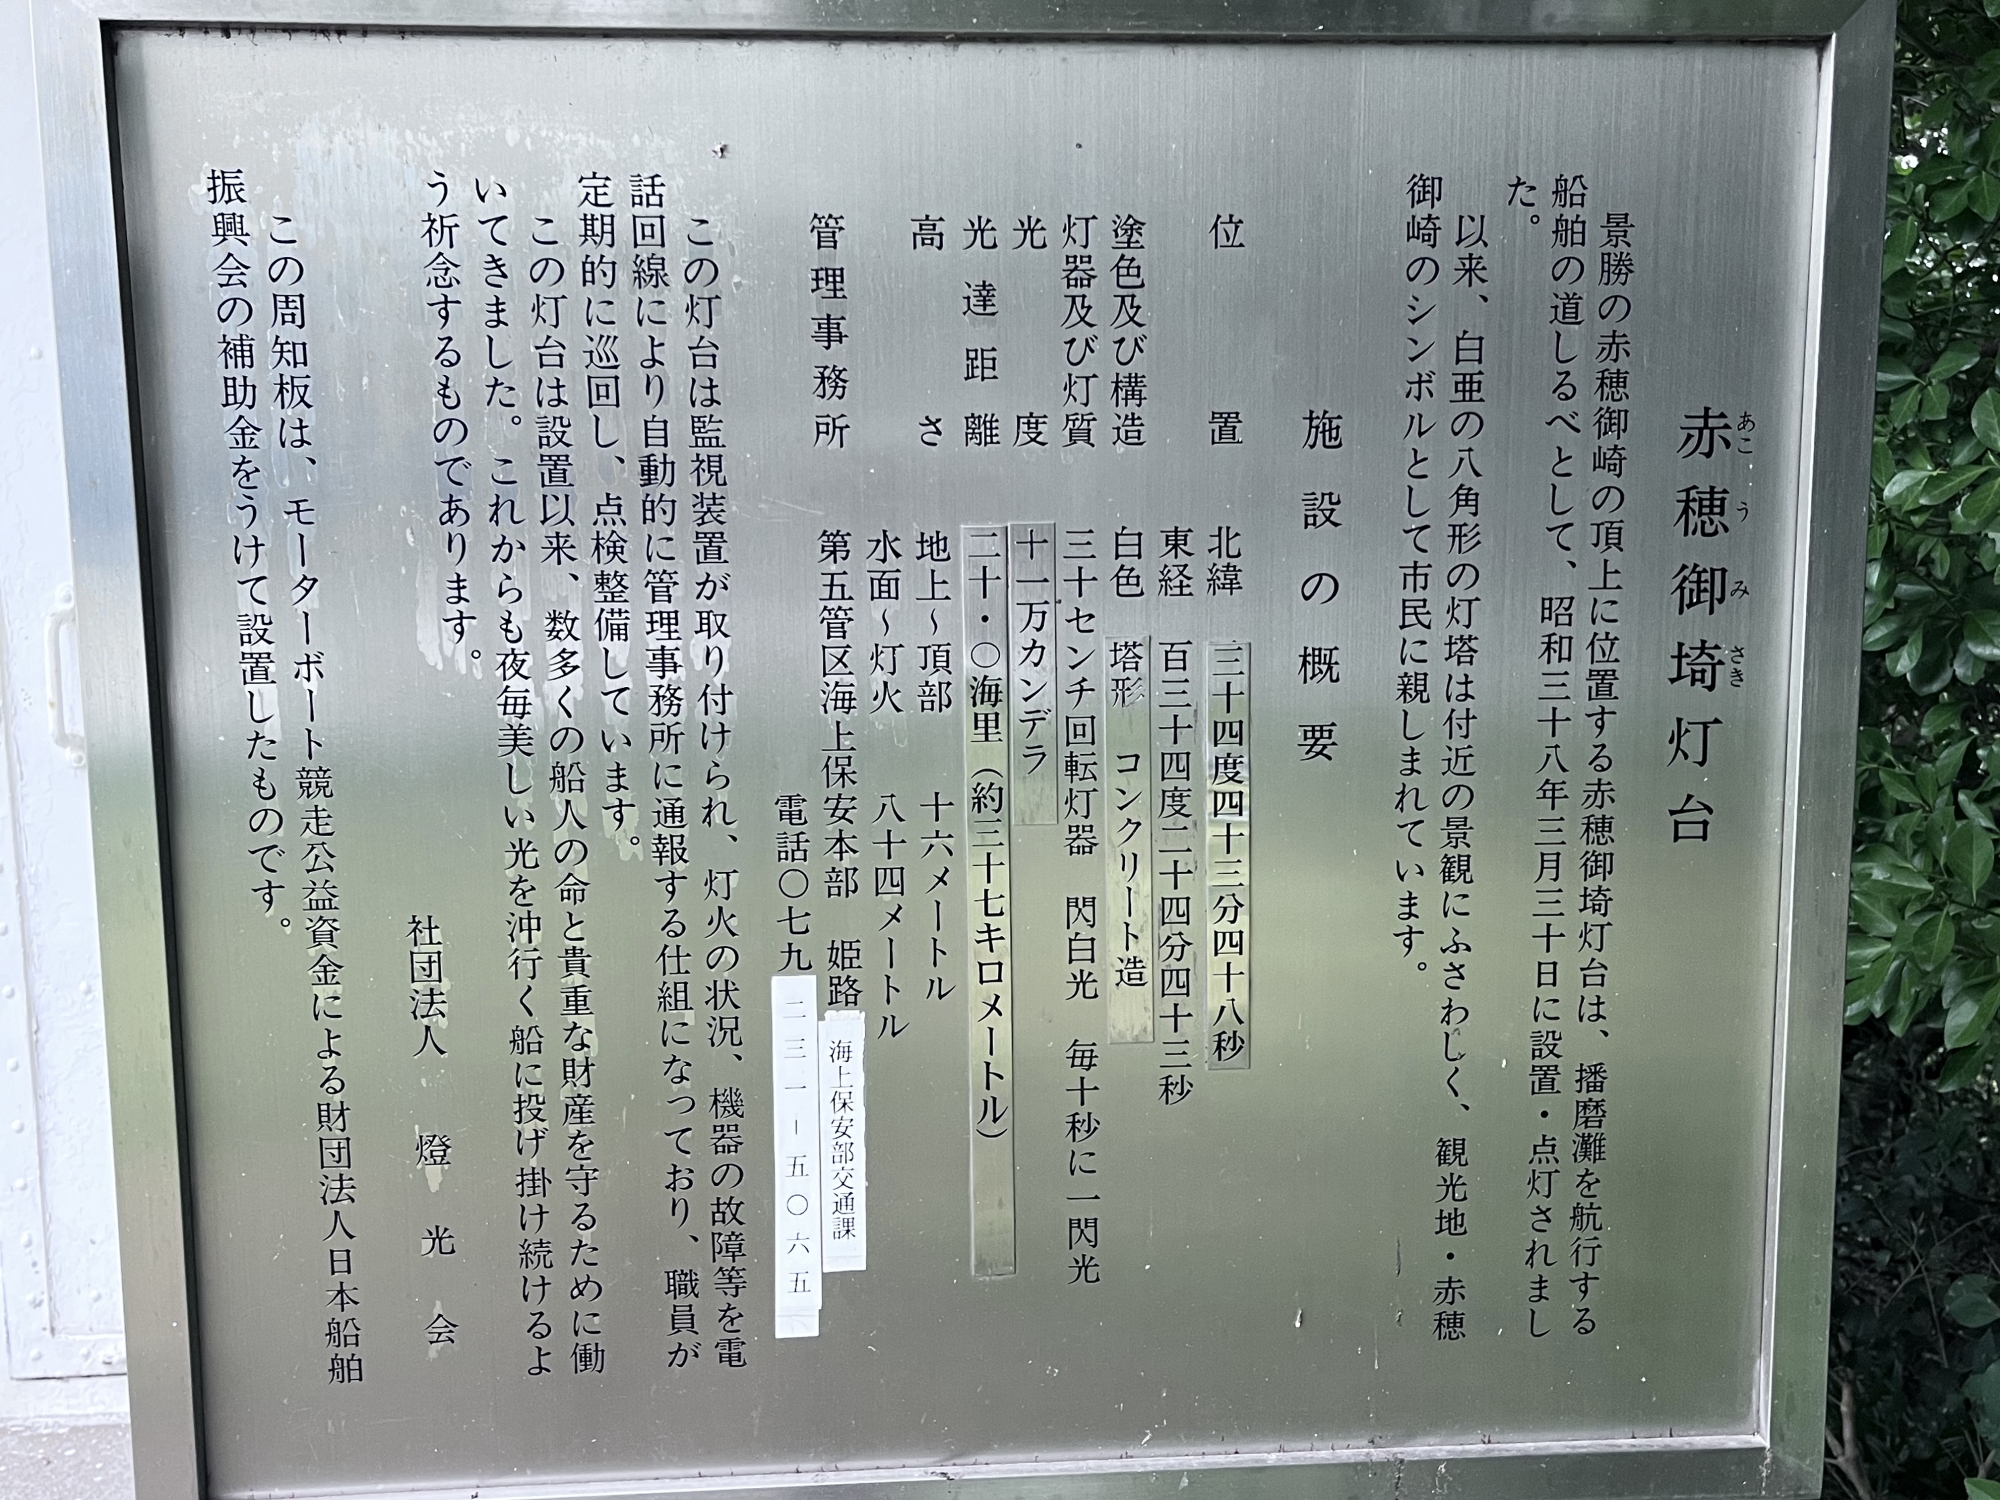 赤穂御埼灯台
あこうみさき
景勝の赤穂御崎の頂上に位置する赤穂御埼灯台は、播磨灘を航行する
船舶の道しるべとして、昭和三十八年三月三十日に設置・点灯されまし
た。
以来、白亜の八角形の灯塔は付近の景観にふさわしく、観光地・赤穂
御崎のシンボルとして市民に親しまれています。
施設の概要
位置 北緯 三十四度四十三分四十八秒
東経 百三十四度二十四分四十三秒
塗色及び構造 白色 塔形 コンクリート造
灯器及び灯質 三十センチ回転灯器 閃白光 毎十秒に一閃光
光度 十一万カンデラ
光達距離 二十・〇海里(約三十七キロメートル)
高さ 地上~頂部 十六メートル
水面~灯火 八十四メートル
管理事務所 第五管区海上保安本部 姫路海上保安部交通課
電話〇七九二三一-五〇六五
この灯台は監視装置が取り付けられ、灯火の状況、機器の故障等を電
話回線により自動的に管理事務所に通報する仕組になっており、職員が
定期的に巡回し、点検整備しています。
この灯台は設置以来、数多くの船人の命と貴重な財産を守るために働
いてきました。これからも夜毎美しい光を沖行く船に投げ掛け続けるよ
う祈念するものであります。
社団法人 燈光会
この周知板は、モーターボート競走公益資金による財団法人日本船舶
振興会の補助金をうけて設置したものです。